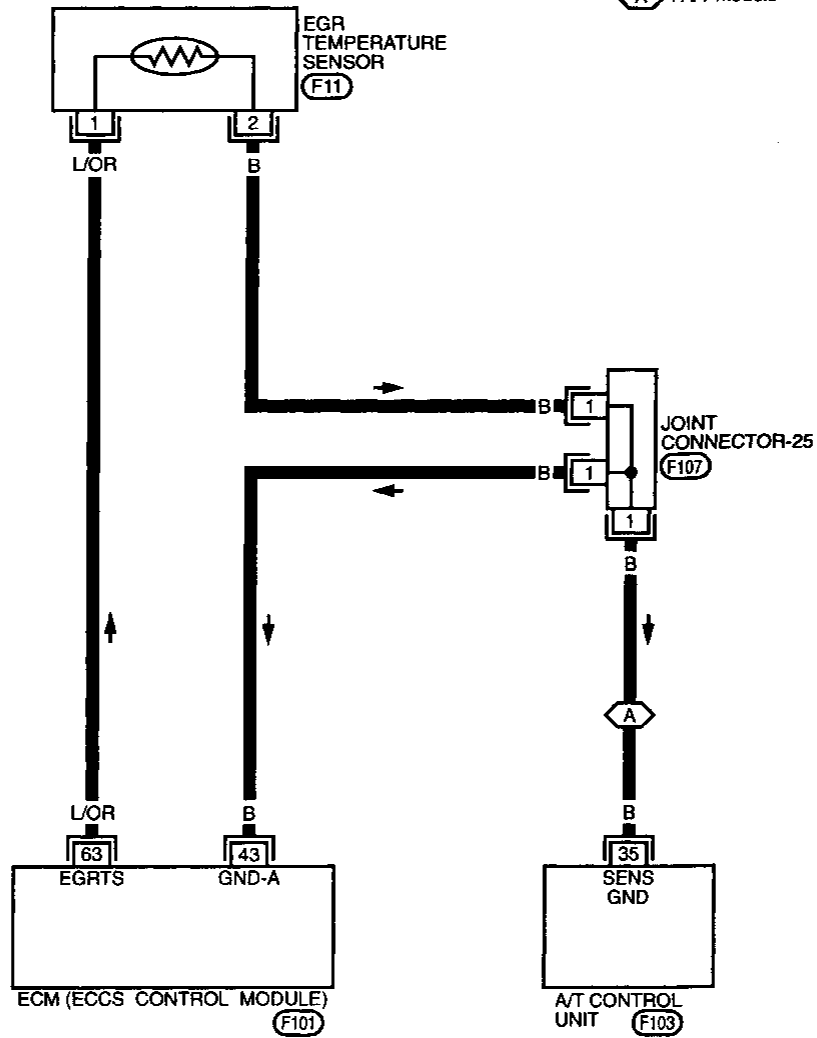 A
EGR
TEMPERATURE
SENSOR
F11
1
2
L/OR
B
B
1
JOINT
CONNECTOR-25
F107
B
1
1
B
A
L/OR
B
B
63
43
35
EGRTS
GND-A
SENS
GND
ECM (ECCS CONTROL MODULE)
F101
A/T CONTROL
UNIT
F103